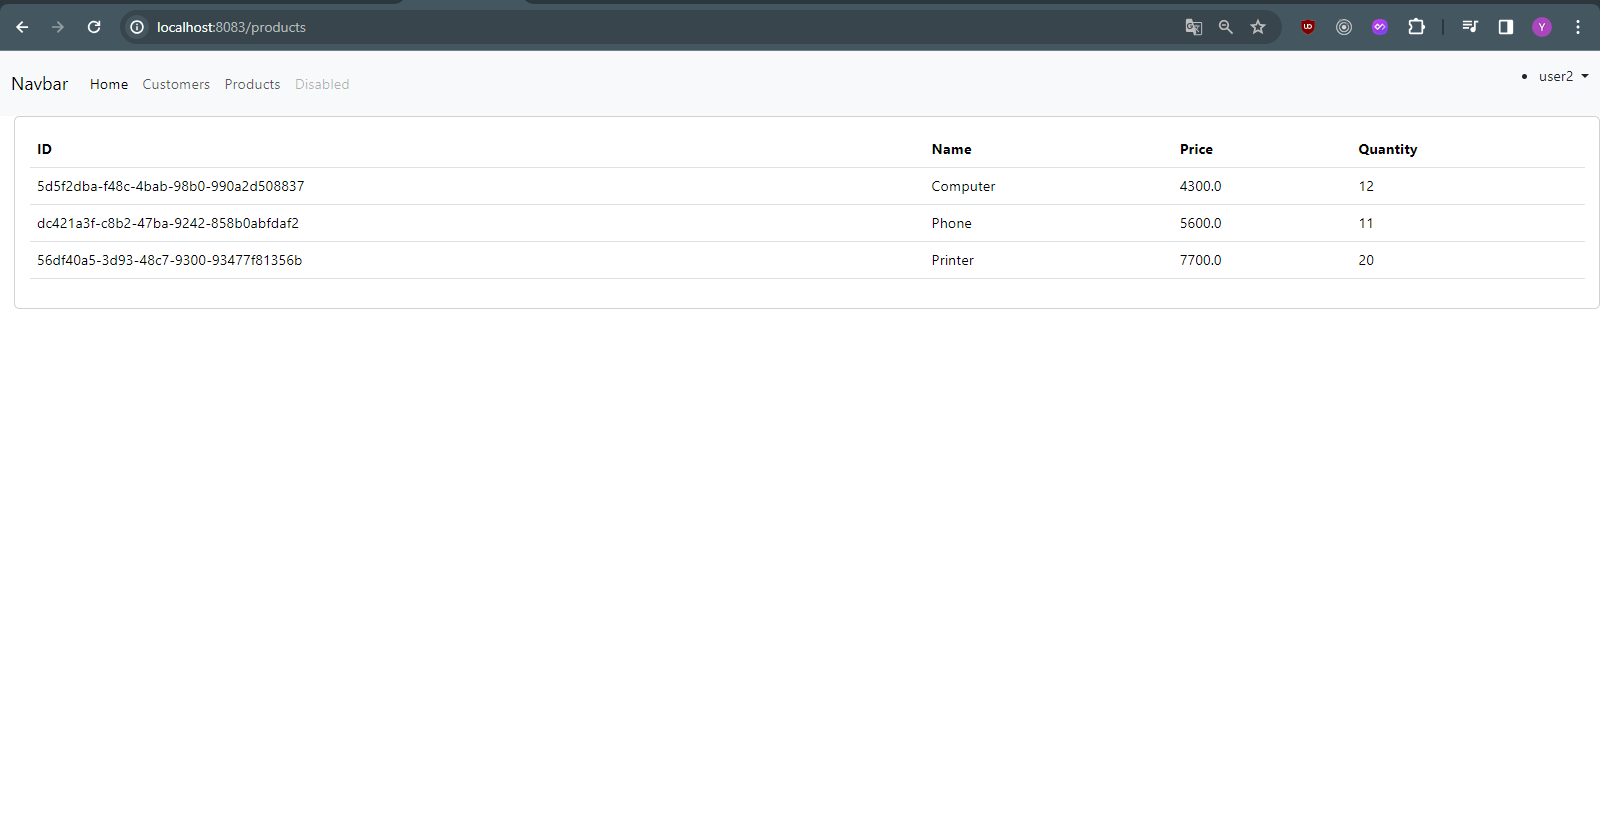 localhost:8083/products
Y
Navbar Home Customers Products Disabled
user2
ID Name Price Quantity
5d5f2dba-f48c-4bab-98b0-990a2d508837 Computer 4300.0 12
dc421a3f-c8b2-47ba-9242-858b0abfdaf2 Phone 5600.0 11
56df40a5-3d93-48c7-9300-93477f81356b Printer 7700.0 20